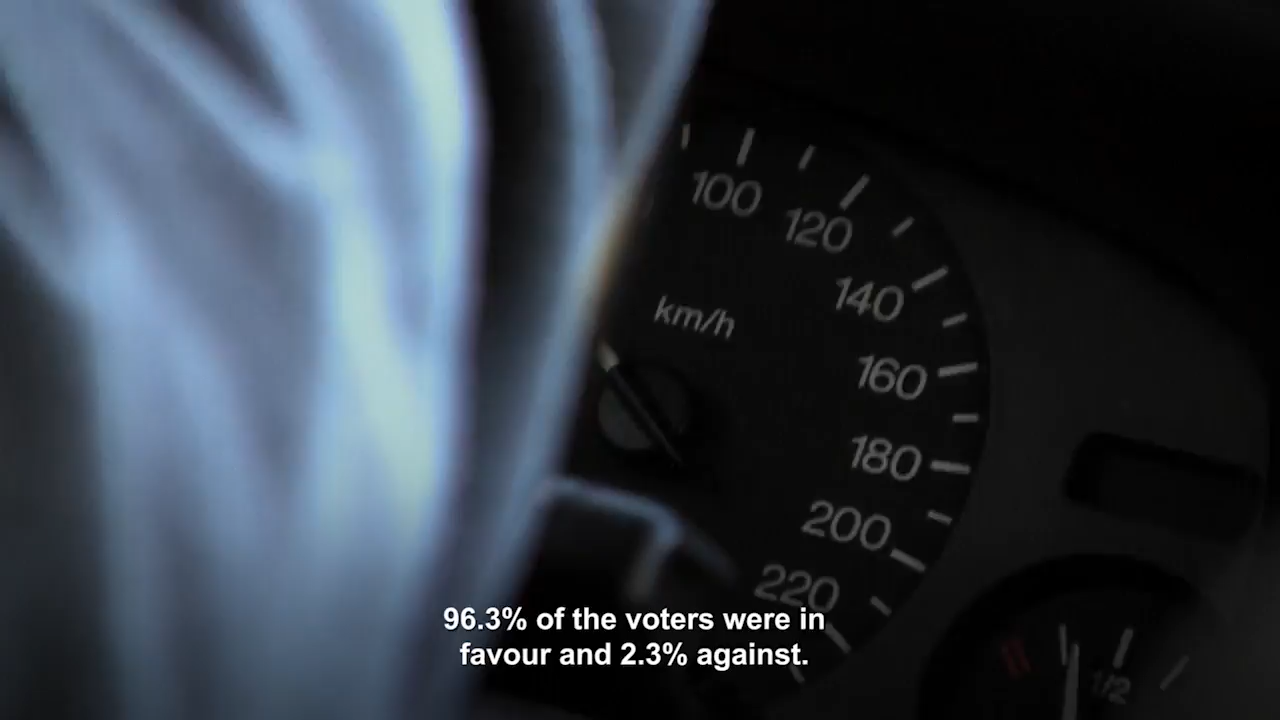 100
120
140
km/h
160
180
200
220
1/2
96.3% of the voters were in
favour and 2.3% against.